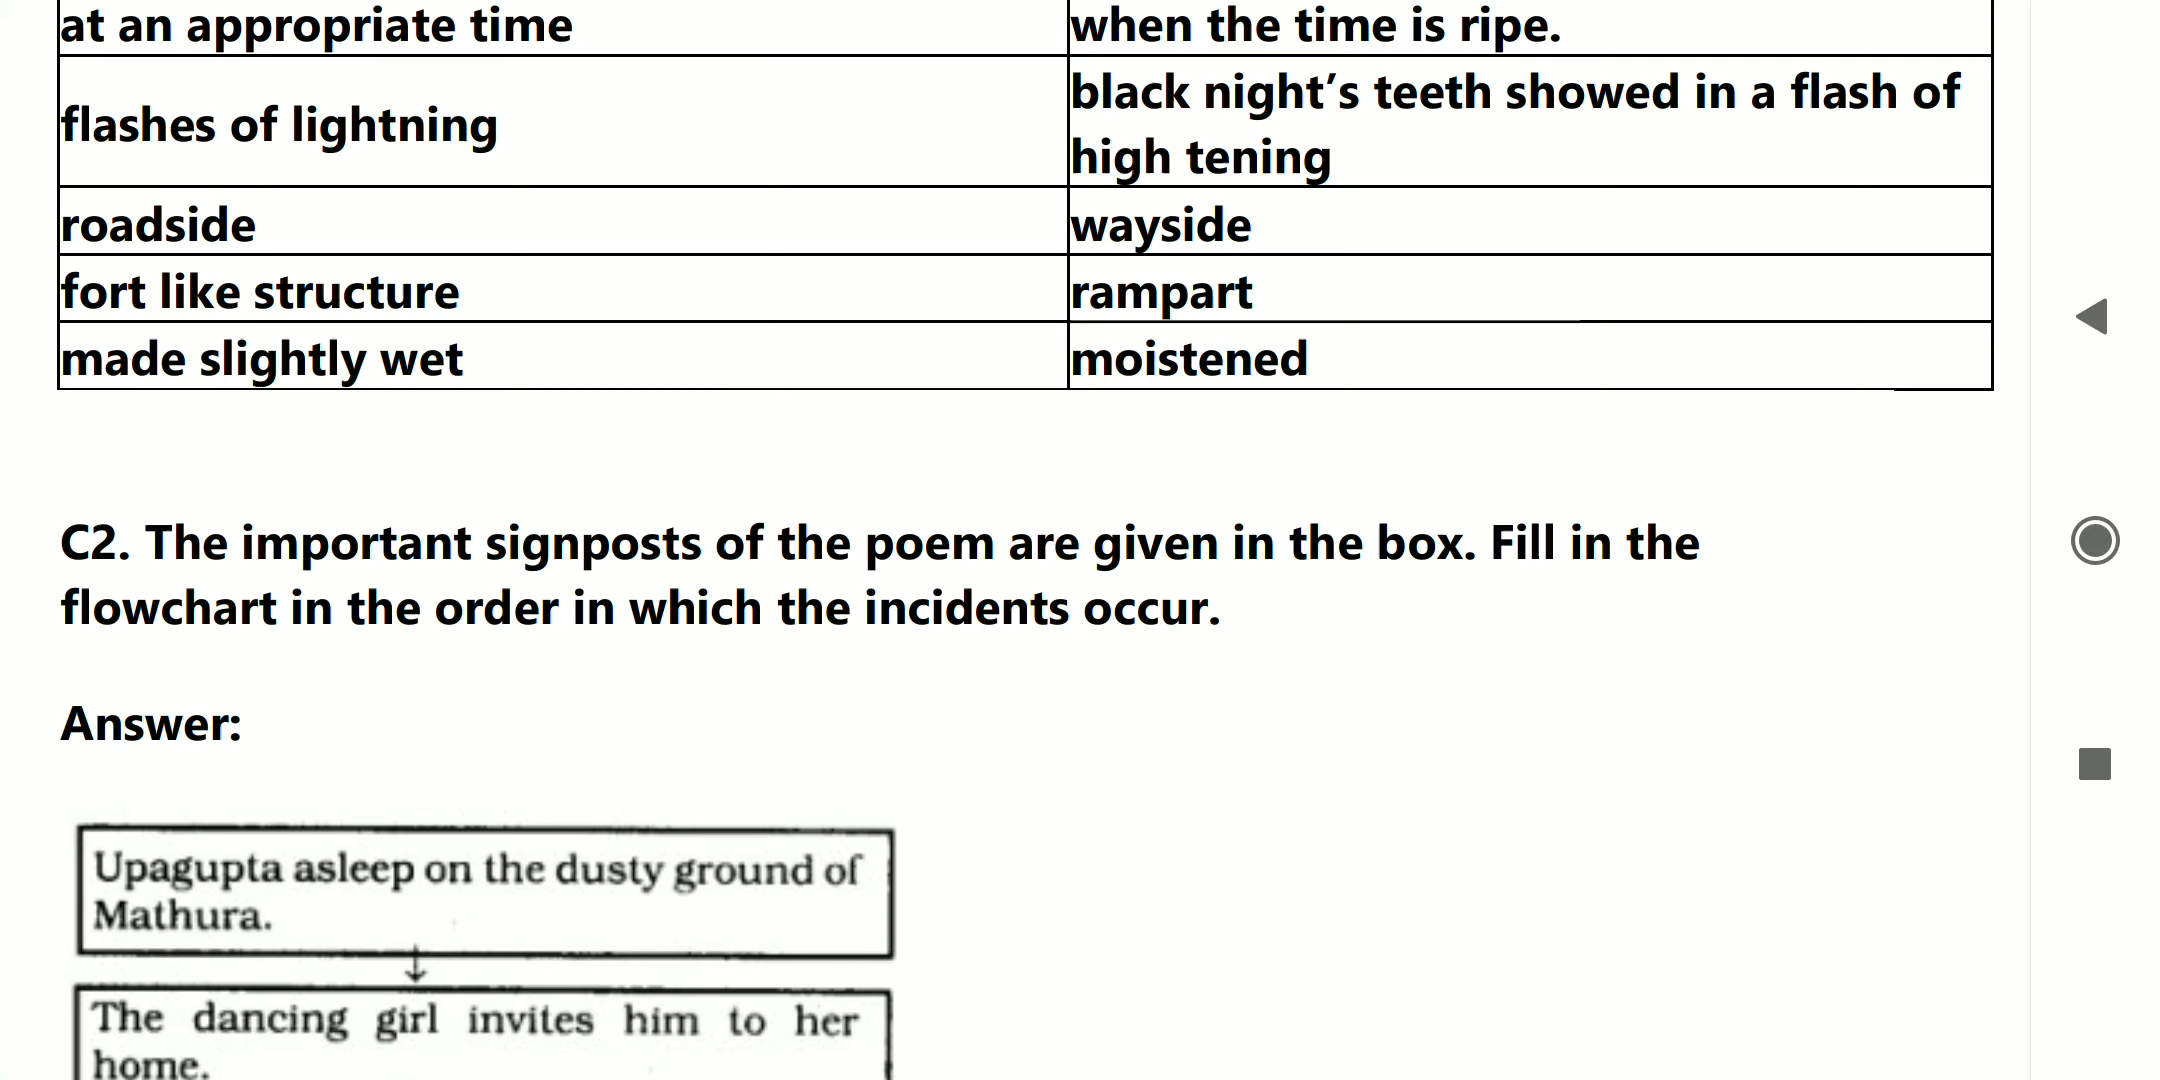 at an appropriate time when the time is ripe.
flashes of lightning black night’s teeth showed in a flash of
high tening
roadside wayside
fort like structure rampart
made slightly wet moistened
C2. The important signposts of the poem are given in the box. Fill in the
flowchart in the order in which the incidents occur.
Answer:
Upagupta asleep on the dusty ground of
Mathura.
The dancing girl invites him to her
home.